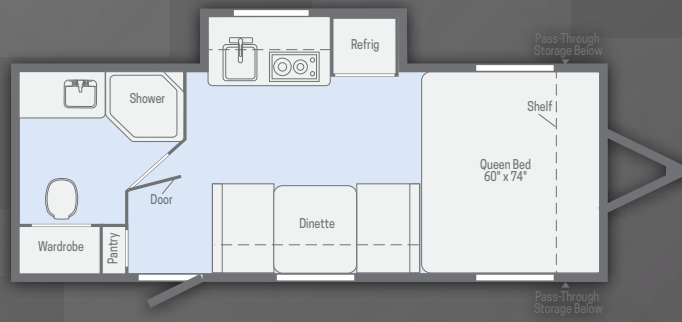 Refrig
Pass-Through
Storage Below
Shower
Shelf
Queen Bed
60" x 74"
Door
Dinette
Wardrobe
Pantry
Pass-Through
Storage Below